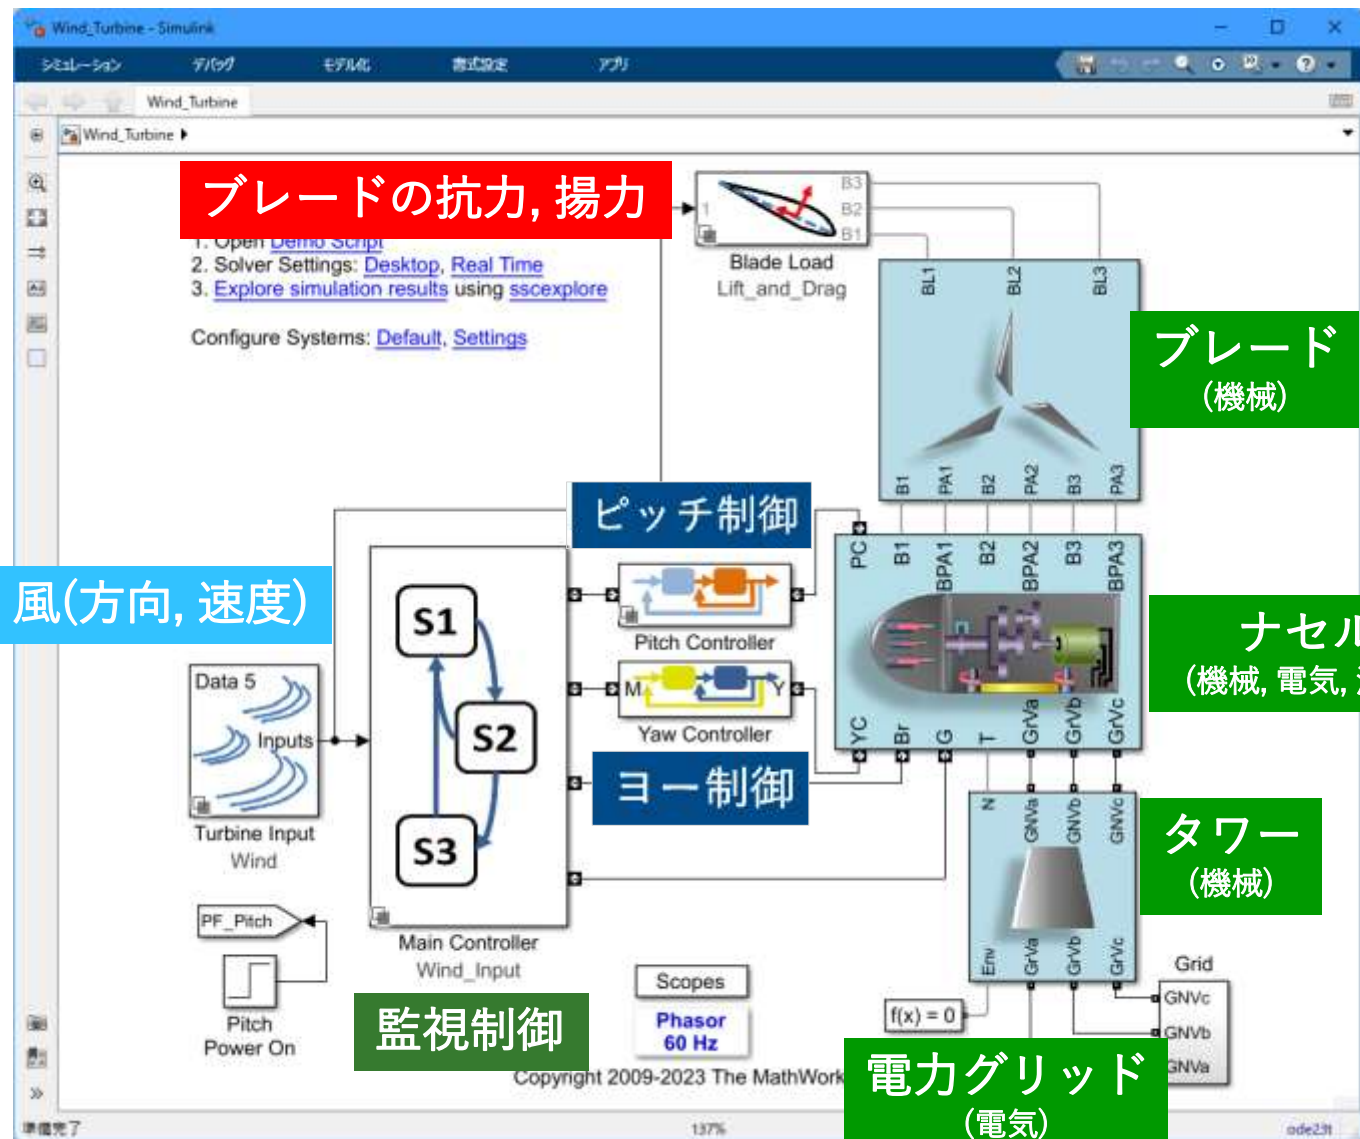 Wind_Turbine - Simulink
シミュレーション デバッグ モデル化 書式設定 アプリ
Wind_Turbine
Wind_Turbine
ブレードの抗力, 揚力
1. Open Demo Script
2. Solver Settings: Desktop, Real Time
3. Explore simulation results using sscexplore
Configure Systems: Default, Settings
1
B3
B2
B1
Blade Load
Lift_and_Drag
BL1 BL2 BL3
ブレード
(機械)
B1 PA1 B2 PA2 B3 PA3
ピッチ制御
PC B1 BPA1 B2 BPA2 B3 BPA3
風(方向, 速度)
S1
S2
S3
Pitch Controller
M Y
Yaw Controller
ナセル
(機械, 電気,
YC Br G T GrVa GrVb GrVc
ヨー制御
Data 5
Inputs
Turbine Input
Wind
N GNVa GNVb GNVc
タワー
(機械)
Env GrVa GrVb GrVc
PF_Pitch
Pitch
Power On
Main Controller
Wind_Input
監視制御
Scopes
Phasor
60 Hz
f(x) = 0
Grid
GNVc
GNVb
GNVa
電力グリッド
(電気)
Copyright 2009-2023 The MathWork
準備完了
137%
ode23t